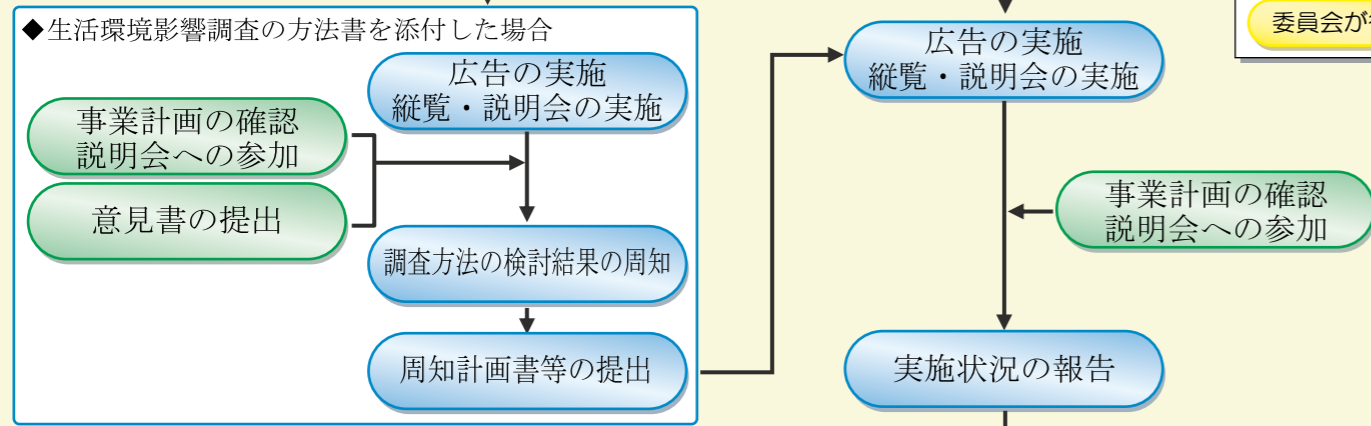 ◆生活環境影響調査の方法書を添付した場合
広告の実施
縦覧・説明会の実施
事業計画の確認
説明会への参加
意見書の提出
調査方法の検討結果の周知
周知計画書等の提出
広告の実施
縦覧・説明会の実施
事業計画の確認
説明会への参加
実施状況の報告
委員会が